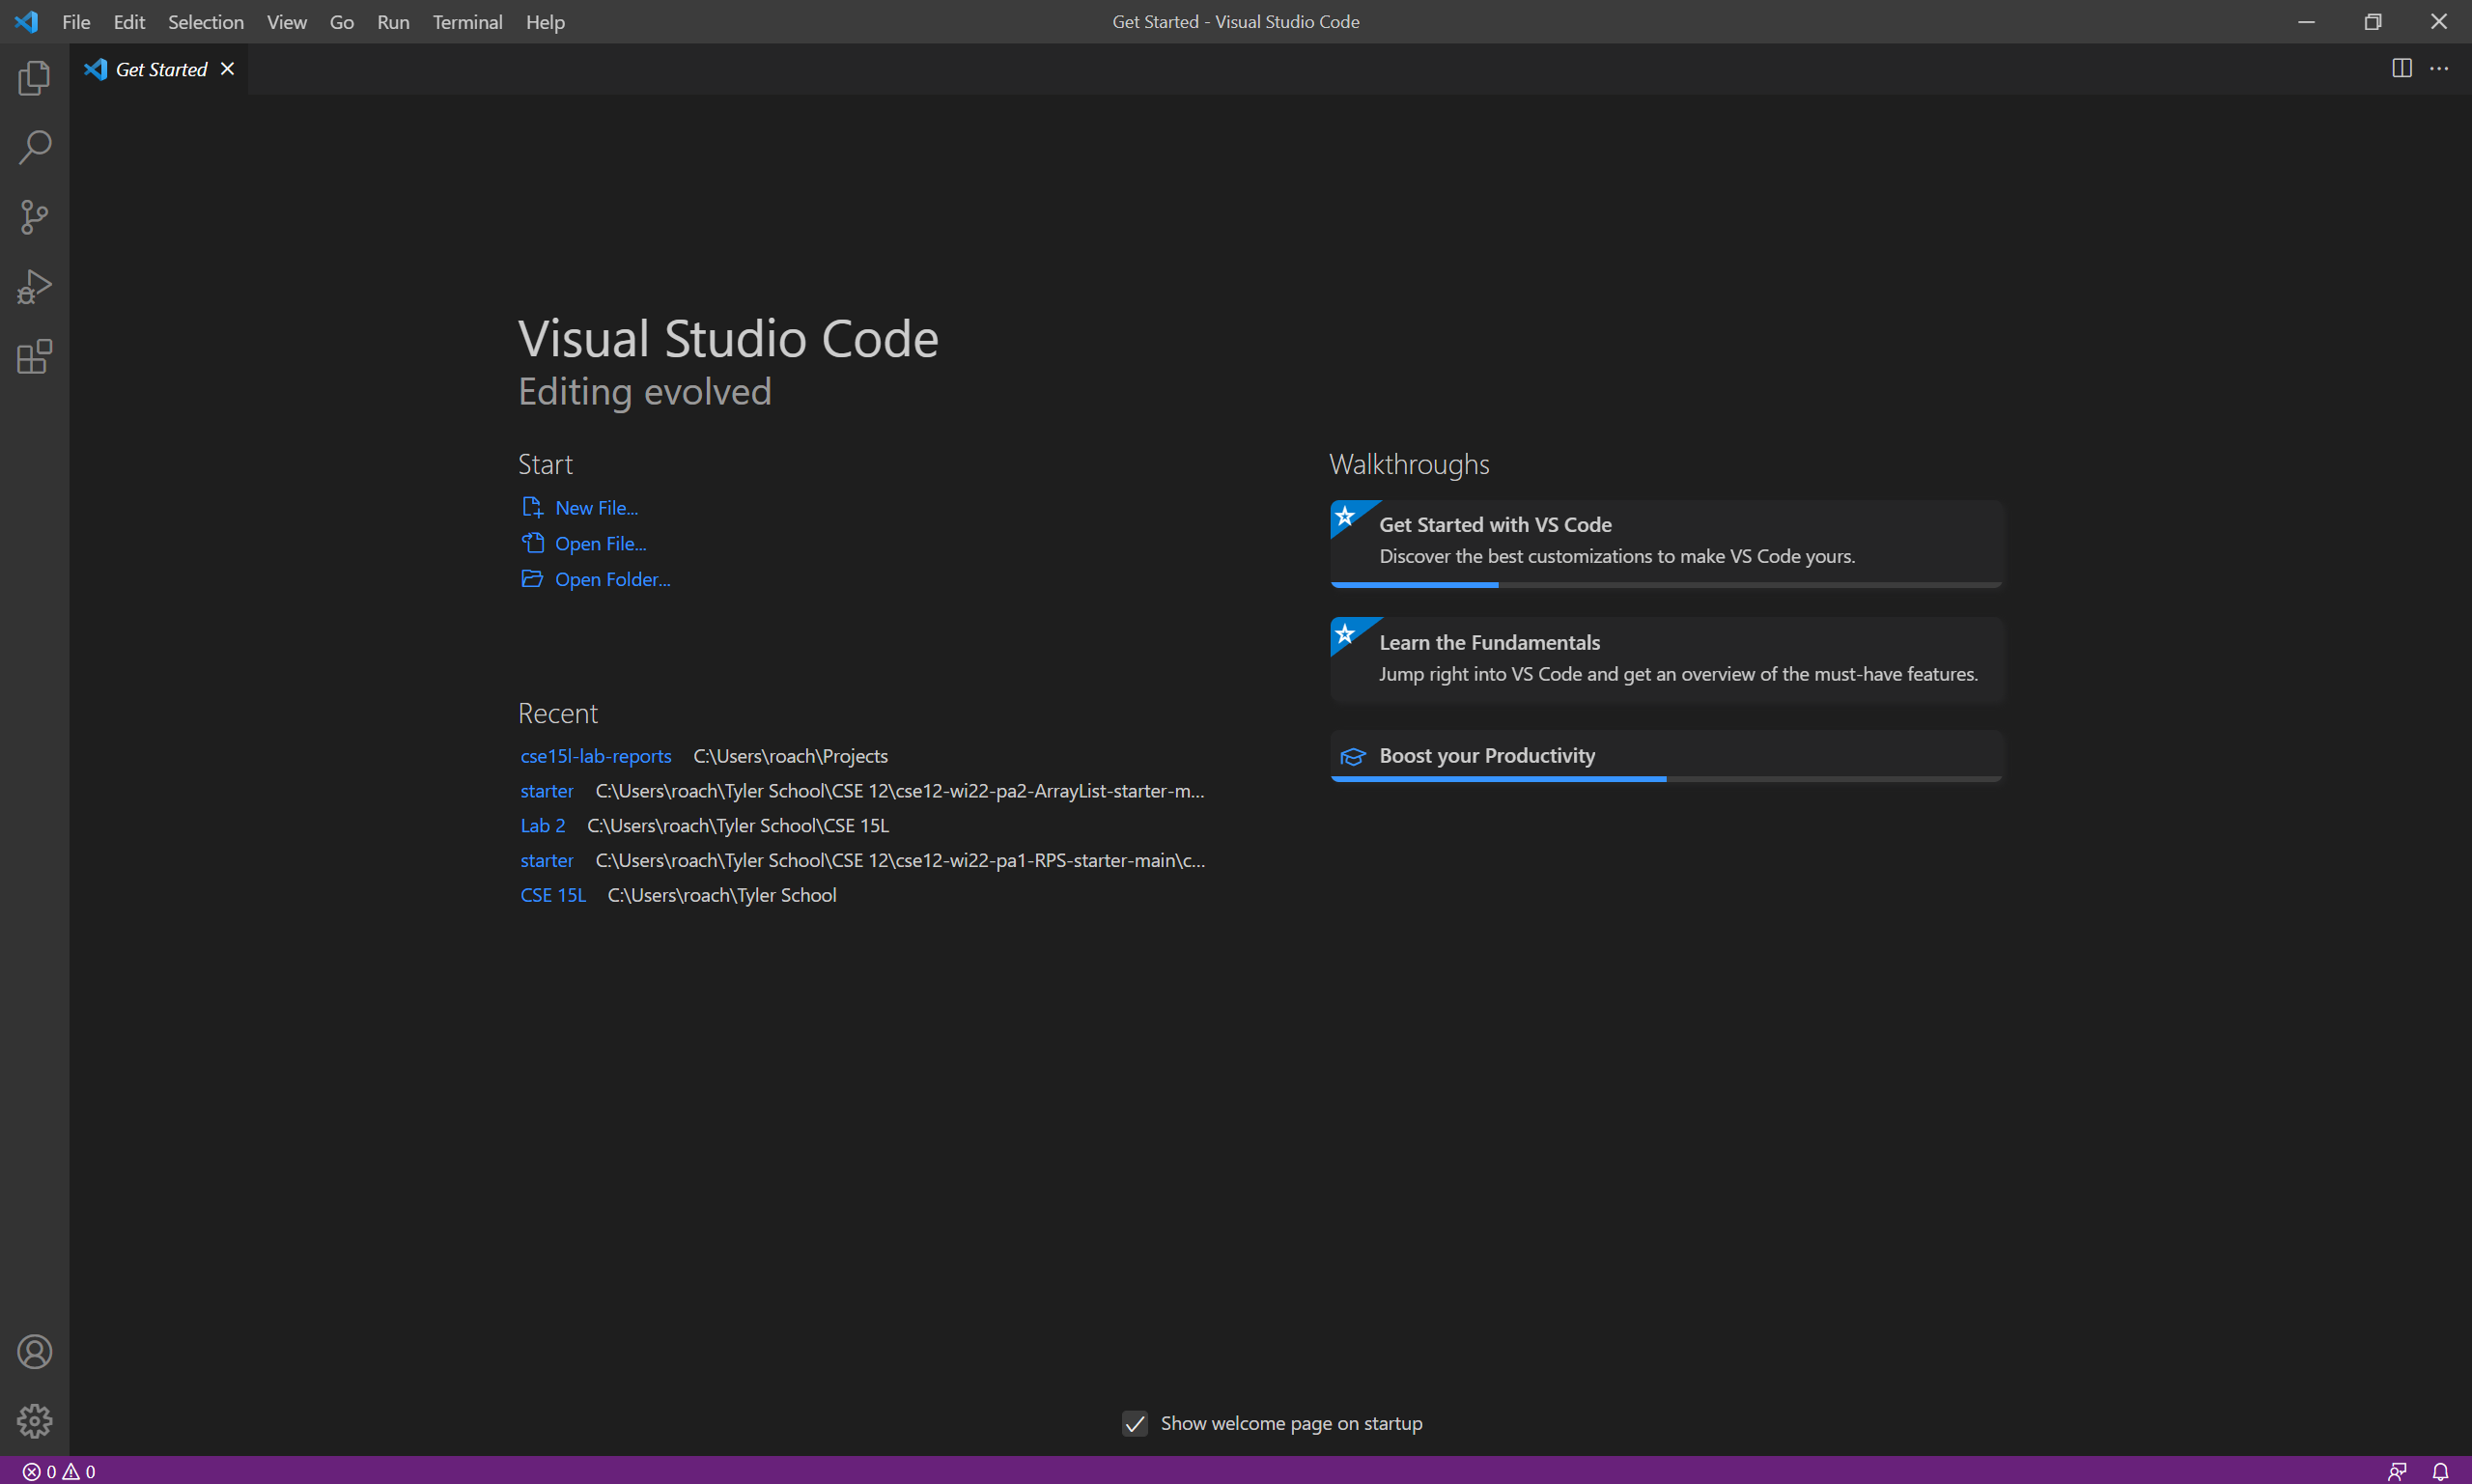 File Edit Selection View Go Run Terminal Help Get Started - Visual Studio Code
Get Started
Visual Studio Code
Editing evolved
Start
New File...
Open File...
Open Folder...
Recent
cse15l-lab-reports C:\Users\roach\Projects
starter C:\Users\roach\Tyler School\CSE 12\cse12-wi22-pa2-ArrayList-starter-m...
Lab 2 C:\Users\roach\Tyler School\CSE 15L
starter C:\Users\roach\Tyler School\CSE 12\cse12-wi22-pa1-RPS-starter-main\c...
CSE 15L C:\Users\roach\Tyler School
Walkthroughs
Get Started with VS Code
Discover the best customizations to make VS Code yours.
Learn the Fundamentals
Jump right into VS Code and get an overview of the must-have features.
Boost your Productivity
Show welcome page on startup
0 0